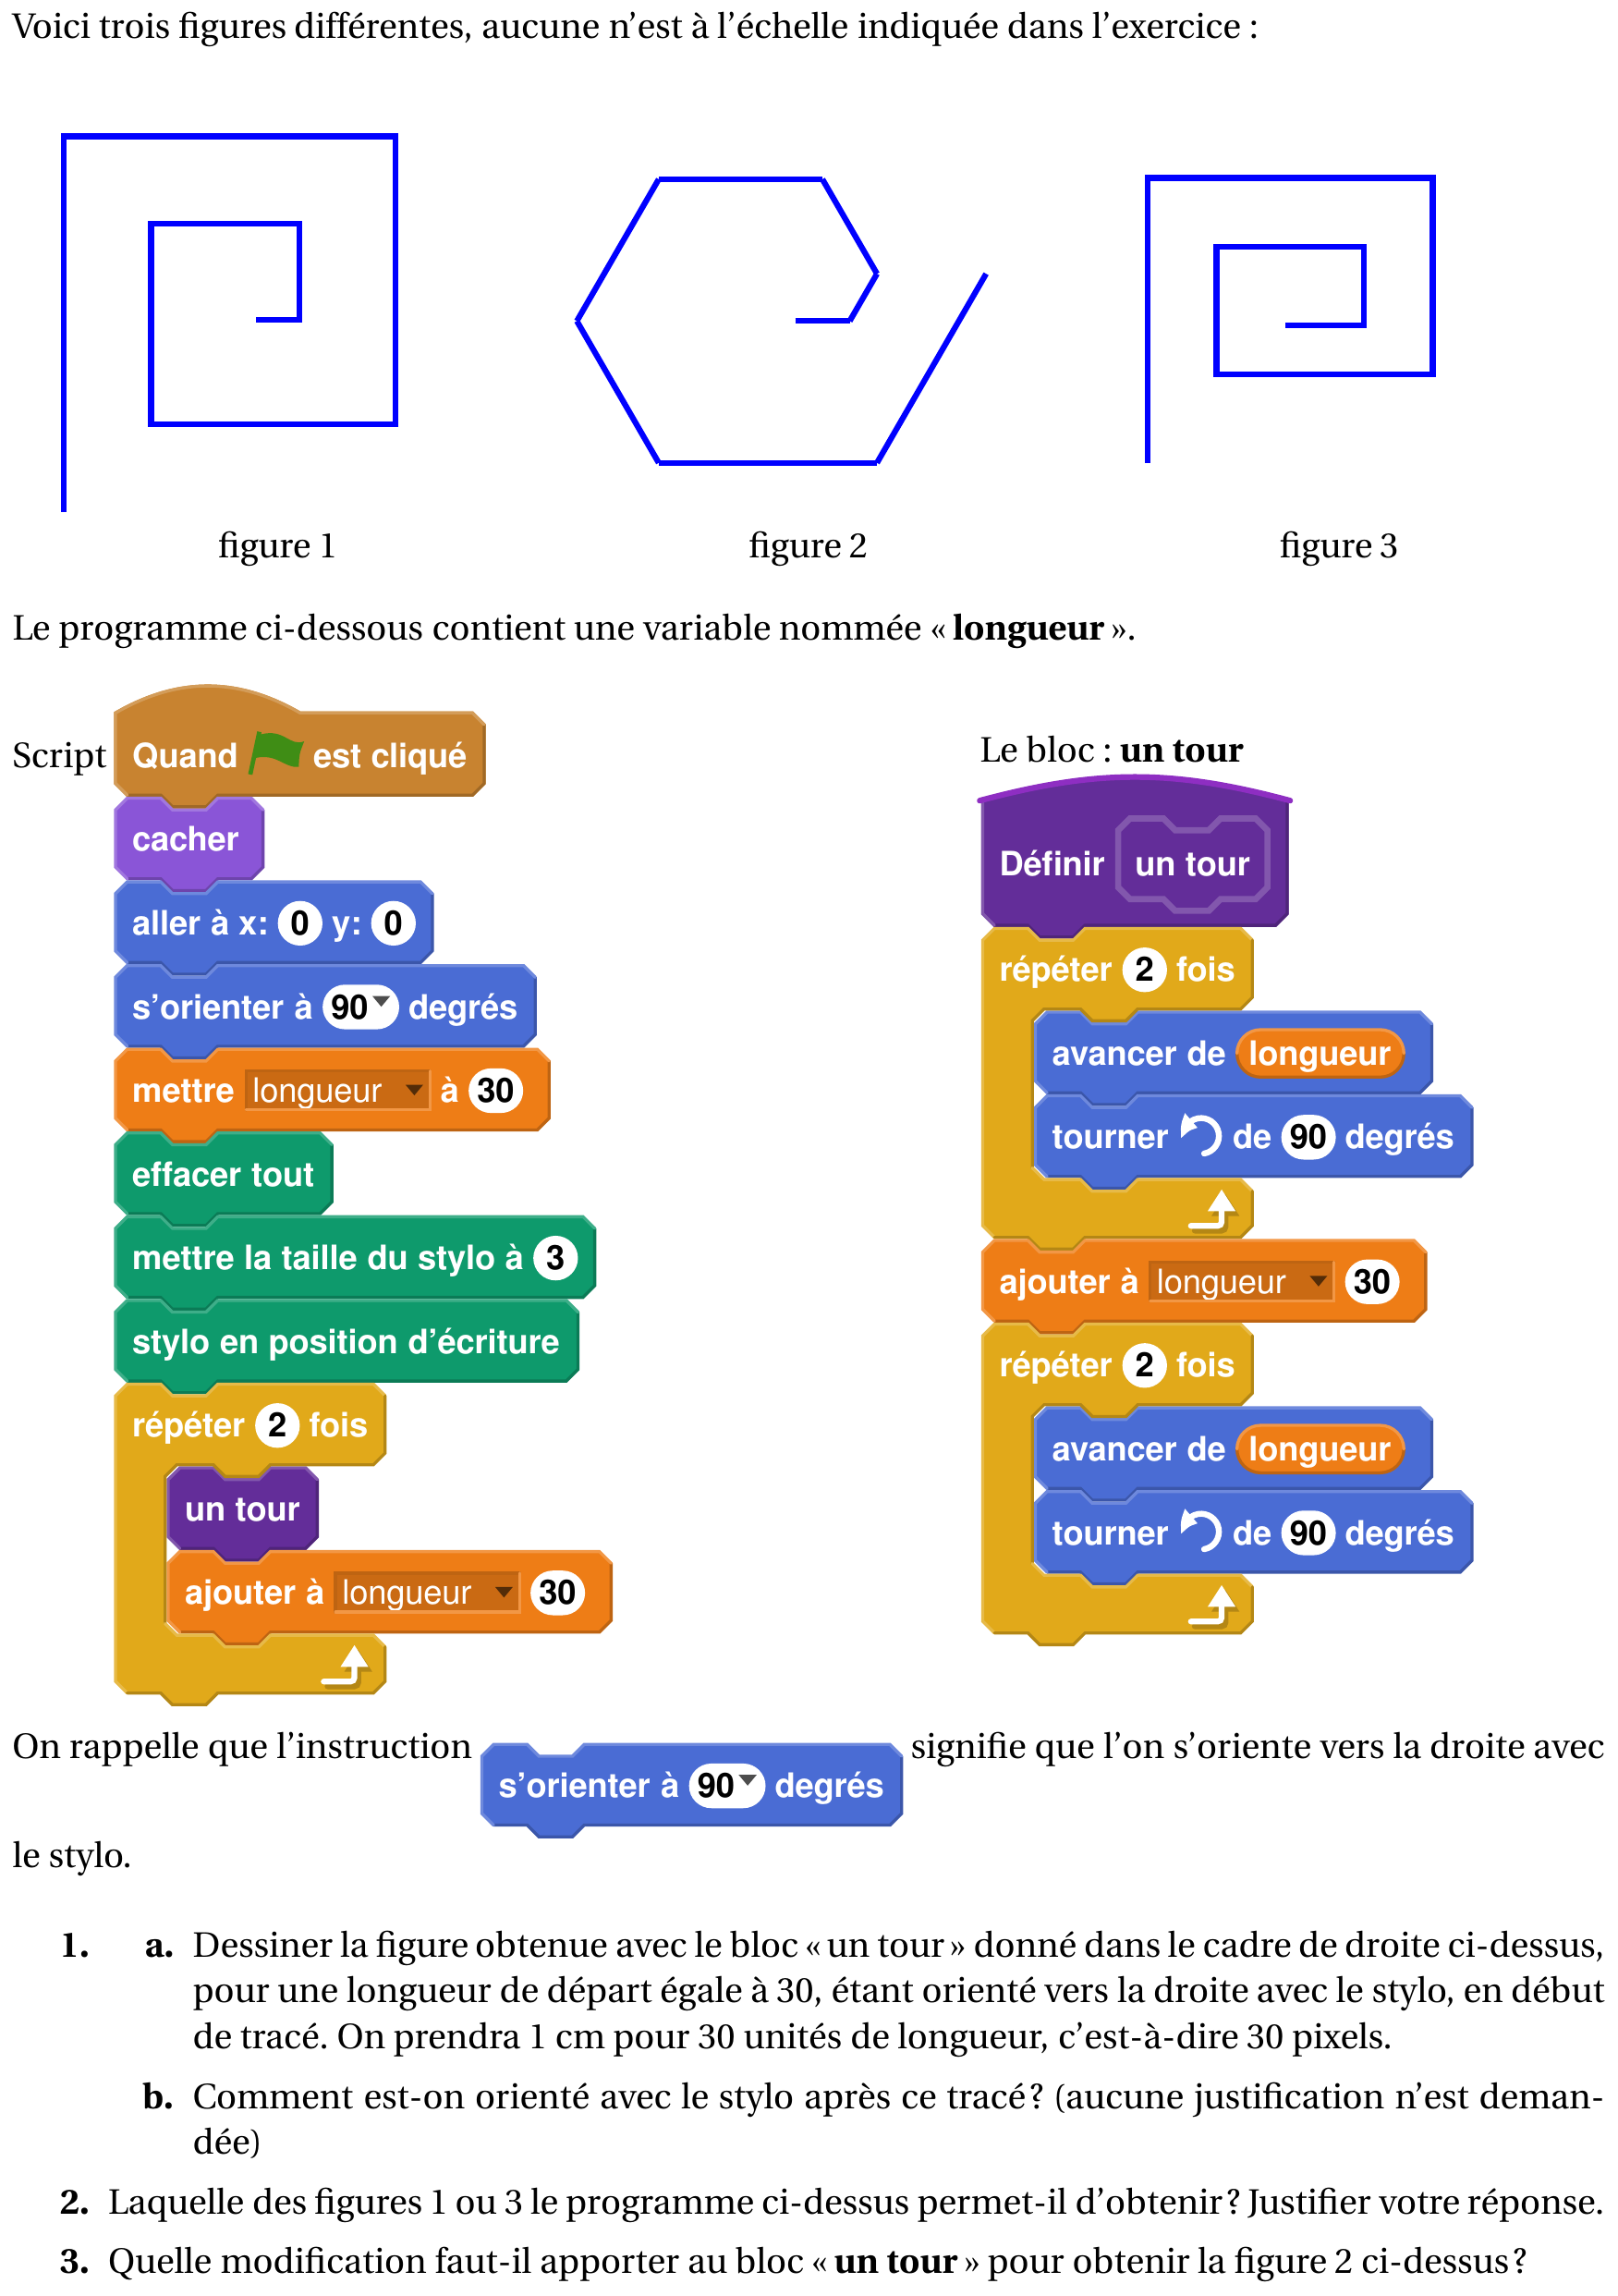 Voici trois figures différentes, aucune n'est à l'échelle indiquée dans l'exercice :
figure 1
figure 2
figure 3
Le programme ci-dessous contient une variable nommée « longueur ».
Script
Quand est cliqué
cacher
aller à x: 0 y: 0
s'orienter à 90 degrés
mettre longueur à 30
effacer tout
mettre la taille du stylo à 3
stylo en position d'écriture
répéter 2 fois
un tour
ajouter à longueur 30
Le bloc : un tour
Définir un tour
répéter 2 fois
avancer de longueur
tourner de 90 degrés
ajouter à longueur 30
répéter 2 fois
avancer de longueur
tourner de 90 degrés
On rappelle que l'instruction s'orienter à 90 degrés signifie que l'on s'oriente vers la droite avec
le stylo.
1. a. Dessiner la figure obtenue avec le bloc « un tour » donné dans le cadre de droite ci-dessus,
pour une longueur de départ égale à 30, étant orienté vers la droite avec le stylo, en début
de tracé. On prendra 1 cm pour 30 unités de longueur, c'est-à-dire 30 pixels.
b. Comment est-on orienté avec le stylo après ce tracé ? (aucune justification n'est deman-
dée)
2. Laquelle des figures 1 ou 3 le programme ci-dessus permet-il d'obtenir ? Justifier votre réponse.
3. Quelle modification faut-il apporter au bloc « un tour » pour obtenir la figure 2 ci-dessus ?